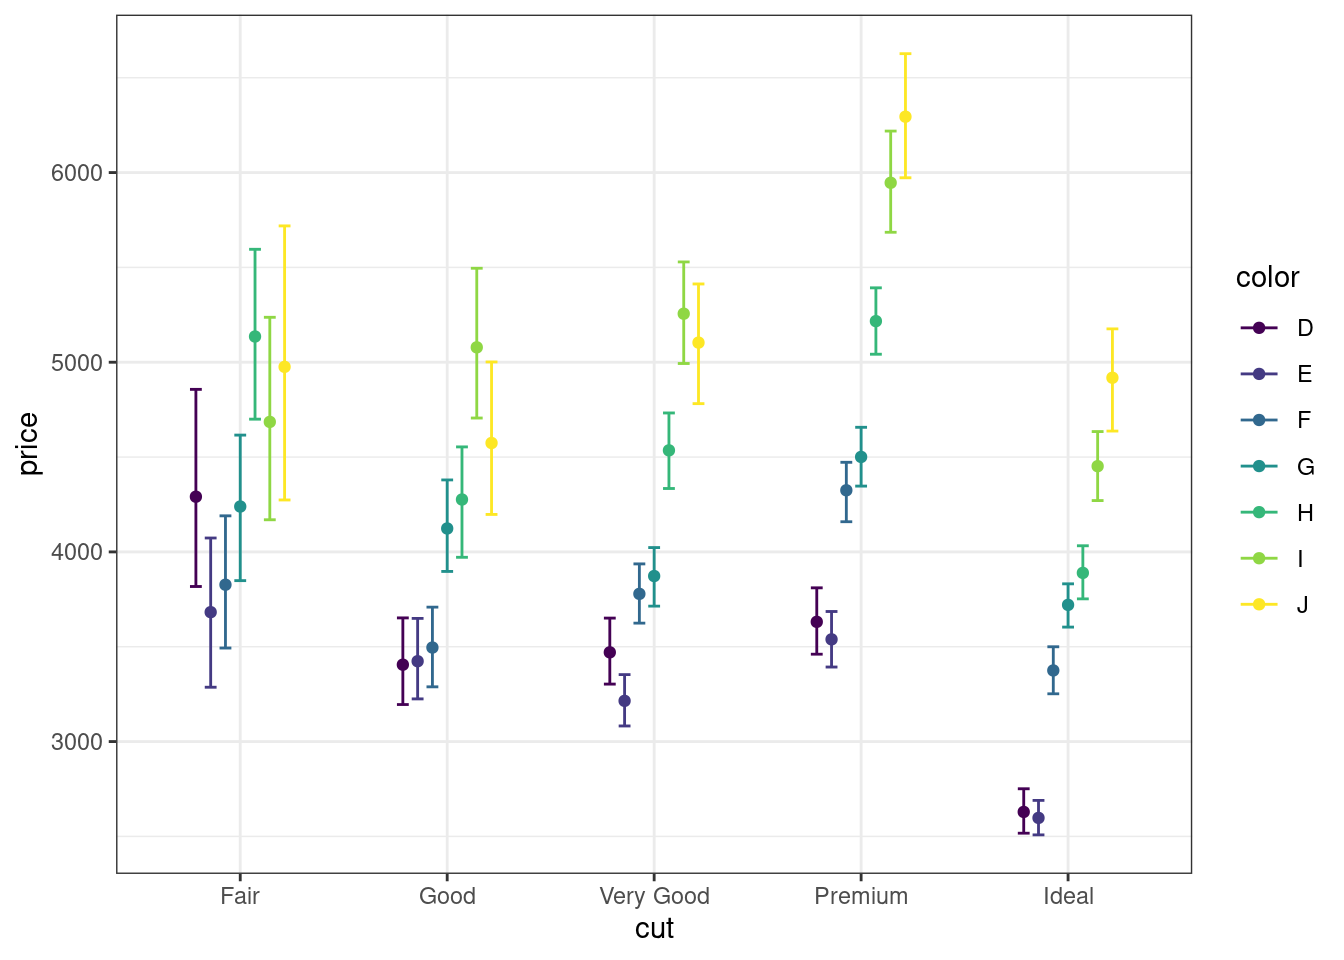 price
6000
5000
4000
3000
Fair
Good
Very Good
Premium
Ideal
cut
color
D
E
F
G
H
I
J